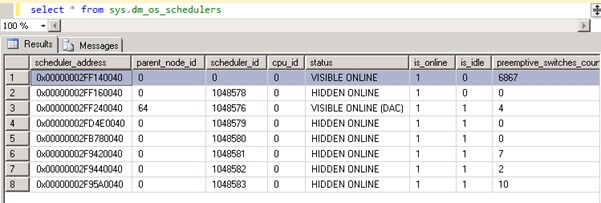 select * from sys.dm_os_schedulers
100 %
Results Messages
scheduler_address parent_node_id scheduler_id cpu_id status is_online is_idle preemptive_switches_coun
1 0x00000002FF140040 0 0 0 VISIBLE ONLINE 1 0 6867
2 0x00000002FF160040 0 1048578 0 HIDDEN ONLINE 1 0 0
3 0x00000002FF240040 64 1048576 0 VISIBLE ONLINE (DAC) 1 1 4
4 0x00000002FD4E0040 0 1048579 0 HIDDEN ONLINE 1 1 0
5 0x00000002FB780040 0 1048580 0 HIDDEN ONLINE 1 1 0
6 0x00000002F9420040 0 1048581 0 HIDDEN ONLINE 1 1 7
7 0x00000002F9440040 0 1048582 0 HIDDEN ONLINE 1 1 2
8 0x00000002F95A0040 0 1048583 0 HIDDEN ONLINE 1 1 10